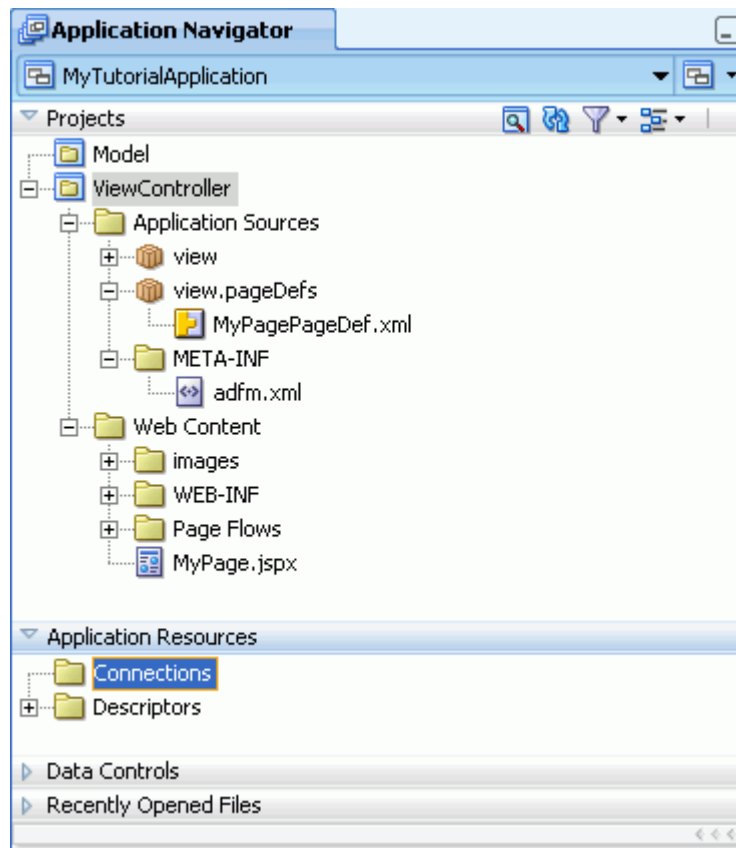 Application Navigator
MyTutorialApplication
Projects
Model
ViewController
Application Sources
view
view.pageDefs
MyPagePageDef.xml
META-INF
adfm.xml
Web Content
images
WEB-INF
Page Flows
MyPage.jspx
Application Resources
Connections
Descriptors
Data Controls
Recently Opened Files